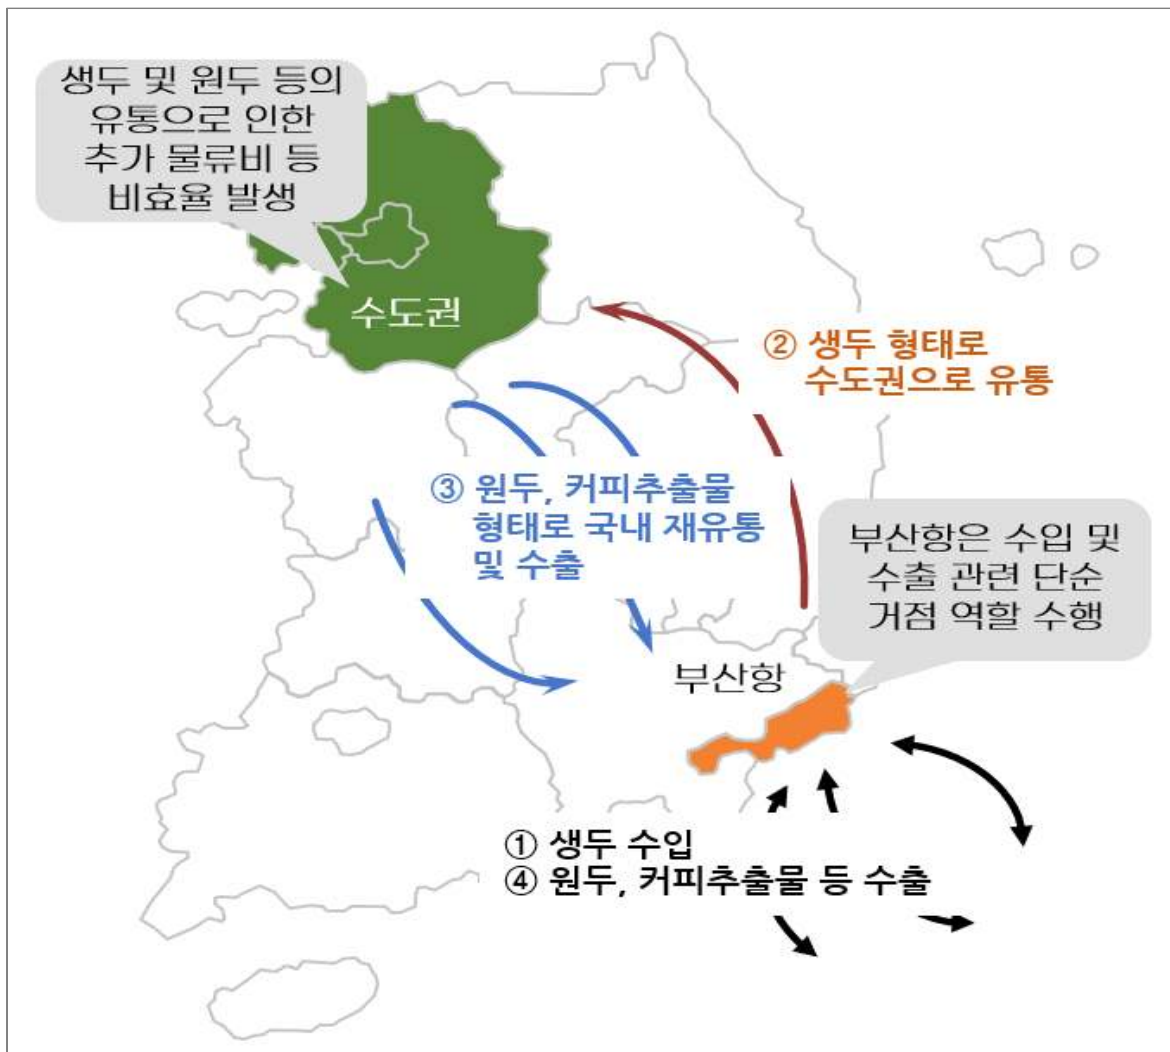 생두 및 원두 등의
유통으로 인한
추가 물류비 등
비효율 발생
수도권
② 생두 형태로
수도권으로 유통
③ 원두, 커피추출물
형태로 국내 재유통
및 수출
부산항은 수입 및
수출 관련 단순
거점 역할 수행
부산항
① 생두 수입
④ 원두, 커피추출물 등 수출